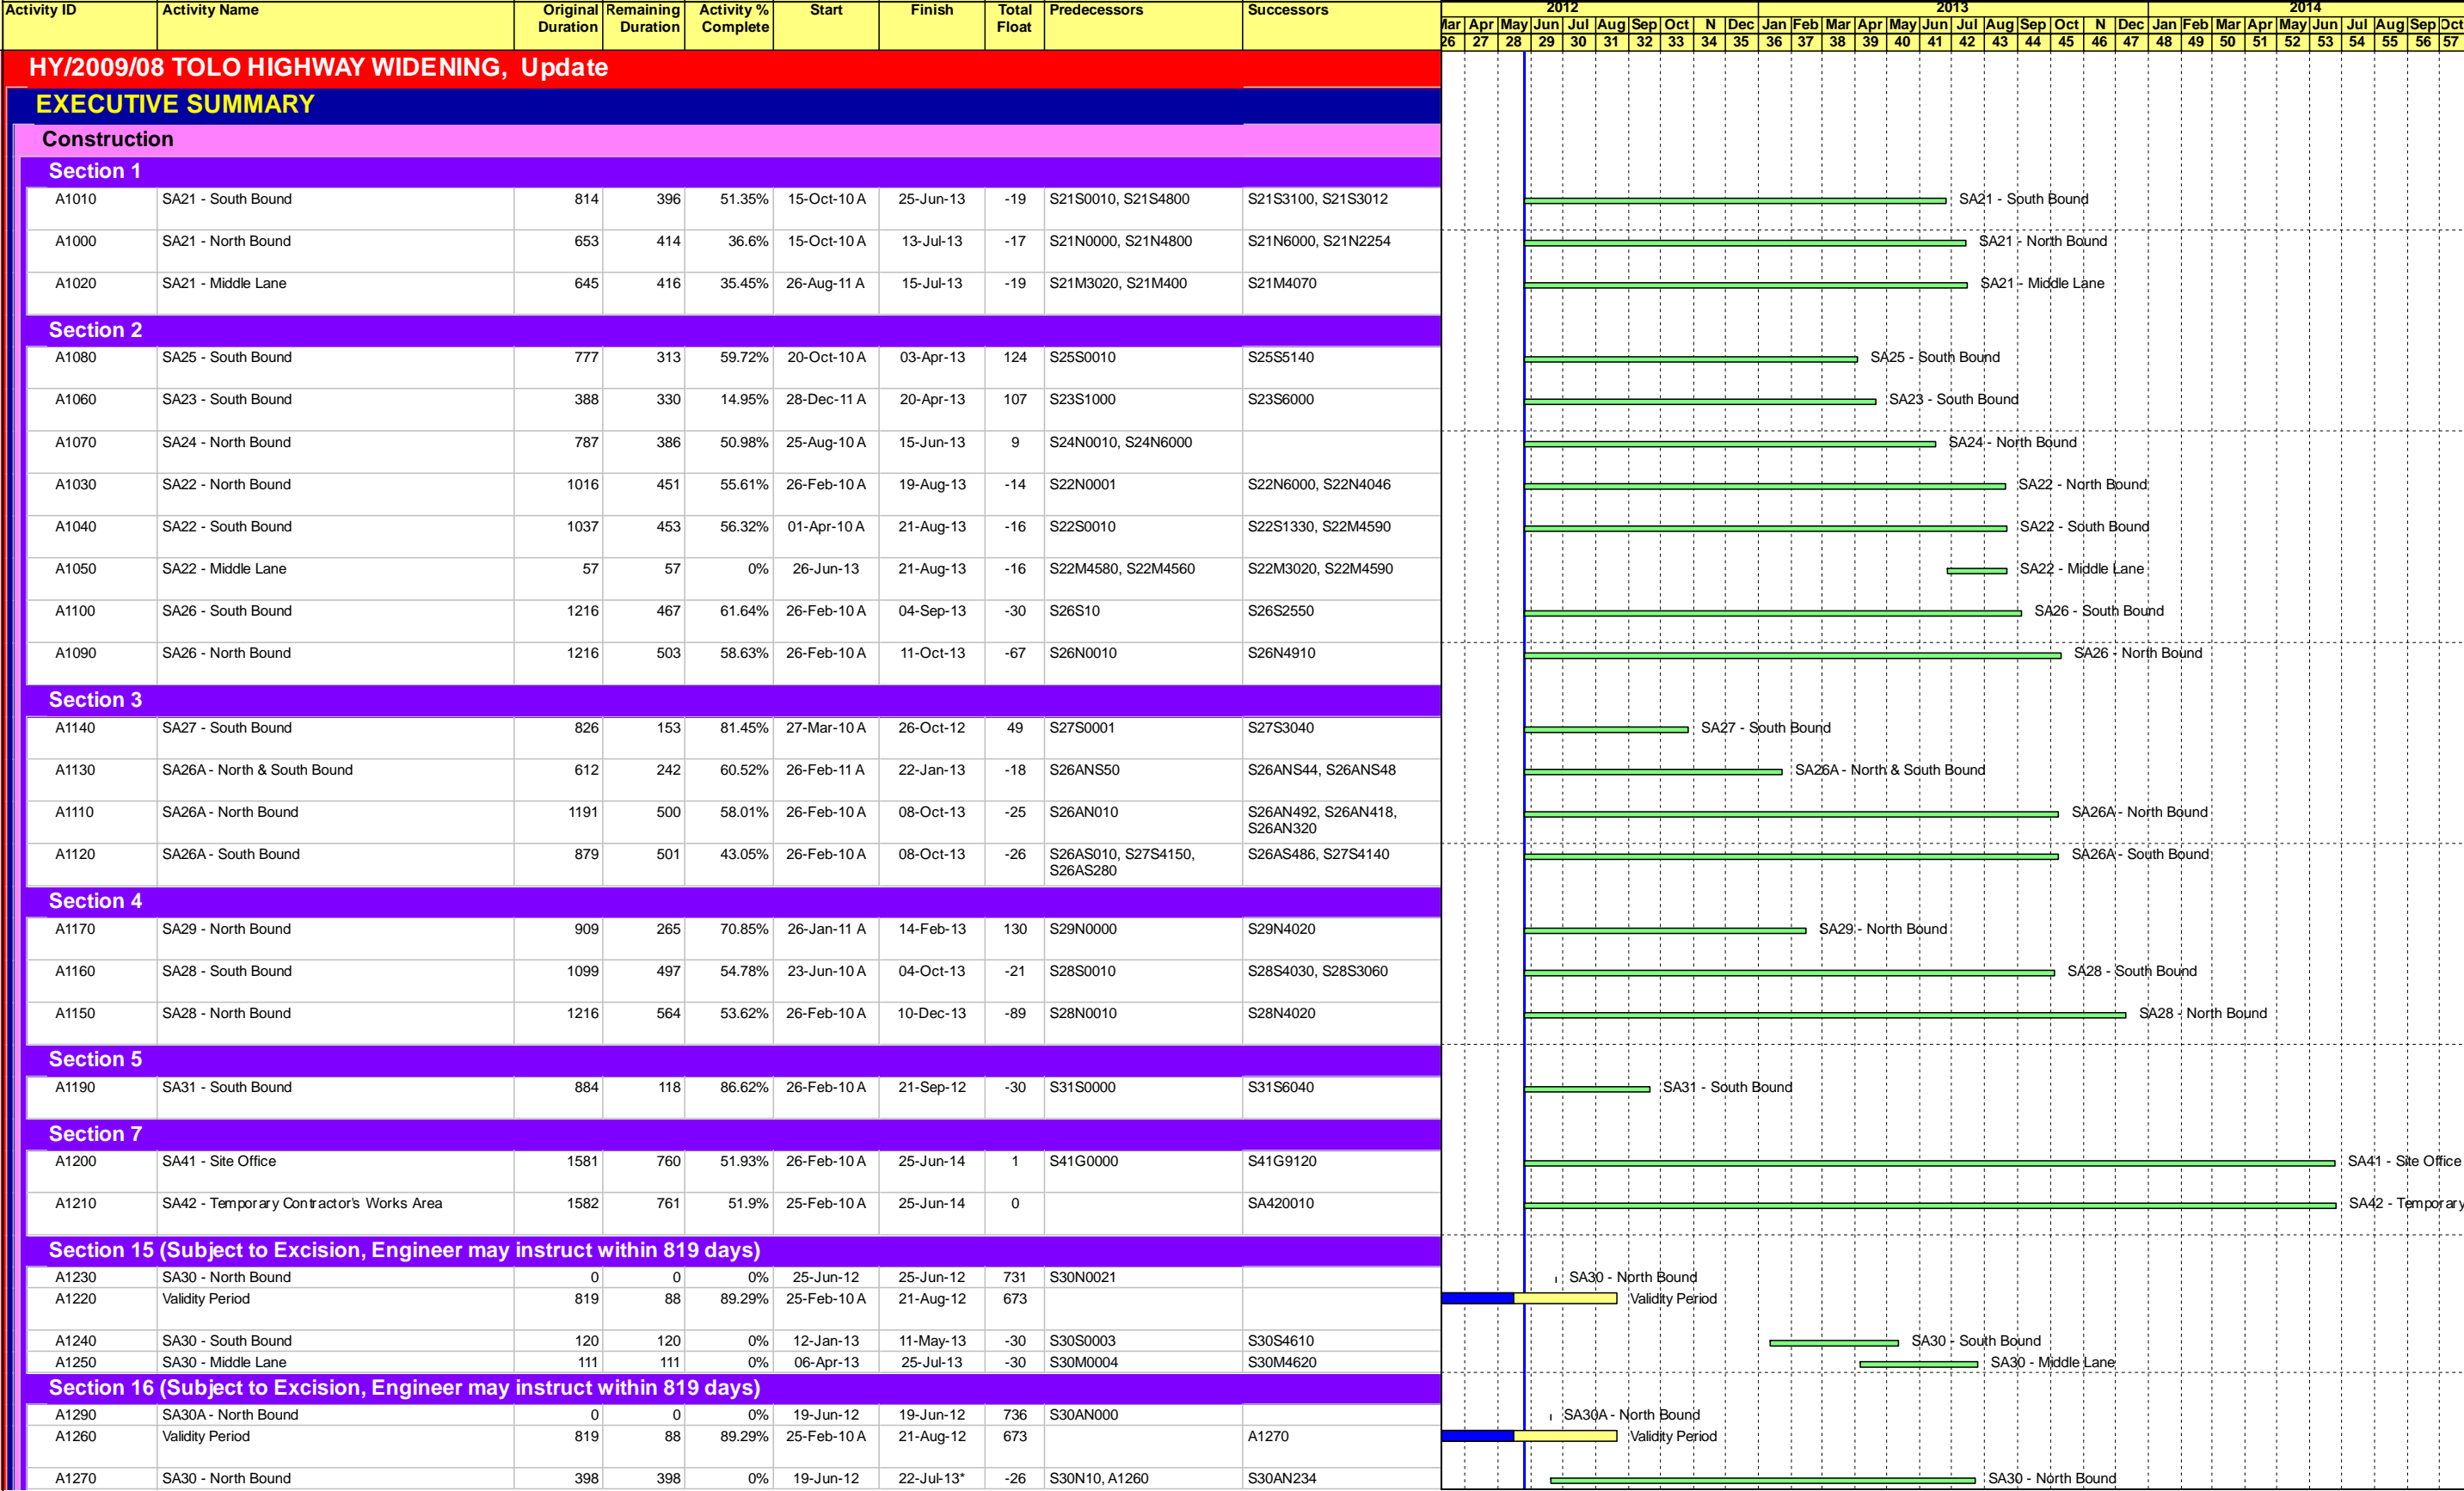 Activity ID Activity Name Original Duration Remaining Duration Activity % Complete Start Finish Total Float Predecessors Successors
2012 2013 2014
Mar Apr May Jun Jul Aug Sep Oct N Dec Jan Feb Mar Apr May Jun Jul Aug Sep Oct N Dec Jan Feb Mar Apr May Jun Jul Aug Sep Oct
26 27 28 29 30 31 32 33 34 35 36 37 38 39 40 41 42 43 44 45 46 47 48 49 50 51 52 53 54 55 56 57
HY/2009/08 TOLO HIGHWAY WIDENING, Update
EXECUTIVE SUMMARY
Construction
Section 1
A1010 SA21 - South Bound 814 396 51.35% 15-Oct-10 A 25-Jun-13 -19 S21S0010, S21S4800 S21S3100, S21S3012 SA21 - South Bound
A1000 SA21 - North Bound 653 414 36.6% 15-Oct-10 A 13-Jul-13 -17 S21N0000, S21N4800 S21N6000, S21N2254 SA21 - North Bound
A1020 SA21 - Middle Lane 645 416 35.45% 26-Aug-11 A 15-Jul-13 -19 S21M3020, S21M400 S21M4070 SA21 - Middle Lane
Section 2
A1080 SA25 - South Bound 777 313 59.72% 20-Oct-10 A 03-Apr-13 124 S25S0010 S25S5140 SA25 - South Bound
A1060 SA23 - South Bound 388 330 14.95% 28-Dec-11 A 20-Apr-13 107 S23S1000 S23S6000 SA23 - South Bound
A1070 SA24 - North Bound 787 386 50.98% 25-Aug-10 A 15-Jun-13 9 S24N0010, S24N6000 SA24 - North Bound
A1030 SA22 - North Bound 1016 451 55.61% 26-Feb-10 A 19-Aug-13 -14 S22N0001 S22N6000, S22N4046 SA22 - North Bound
A1040 SA22 - South Bound 1037 453 56.32% 01-Apr-10 A 21-Aug-13 -16 S22S0010 S22S1330, S22M4590 SA22 - South Bound
A1050 SA22 - Middle Lane 57 57 0% 26-Jun-13 21-Aug-13 -16 S22M4580, S22M4560 S22M3020, S22M4590 SA22 - Middle Lane
A1100 SA26 - South Bound 1216 467 61.64% 26-Feb-10 A 04-Sep-13 -30 S26S10 S26S2550 SA26 - South Bound
A1090 SA26 - North Bound 1216 503 58.63% 26-Feb-10 A 11-Oct-13 -67 S26N0010 S26N4910 SA26 - North Bound
Section 3
A1140 SA27 - South Bound 826 153 81.45% 27-Mar-10 A 26-Oct-12 49 S27S0001 S27S3040 SA27 - South Bound
A1130 SA26A - North & South Bound 612 242 60.52% 26-Feb-11 A 22-Jan-13 -18 S26ANS50 S26ANS44, S26ANS48 SA26A - North & South Bound
A1110 SA26A - North Bound 1191 500 58.01% 26-Feb-10 A 08-Oct-13 -25 S26AN010 S26AN492, S26AN418, S26AN320 SA26A - North Bound
A1120 SA26A - South Bound 879 501 43.05% 26-Feb-10 A 08-Oct-13 -26 S26AS010, S27S4150, S26AS280 S26AS486, S27S4140 SA26A - South Bound
Section 4
A1170 SA29 - North Bound 909 265 70.85% 26-Jan-11 A 14-Feb-13 130 S29N0000 S29N4020 SA29 - North Bound
A1160 SA28 - South Bound 1099 497 54.78% 23-Jun-10 A 04-Oct-13 -21 S28S0010 S28S4030, S28S3060 SA28 - South Bound
A1150 SA28 - North Bound 1216 564 53.62% 26-Feb-10 A 10-Dec-13 -89 S28N0010 S28N4020 SA28 - North Bound
Section 5
A1190 SA31 - South Bound 884 118 86.62% 26-Feb-10 A 21-Sep-12 -30 S31S0000 S31S6040 SA31 - South Bound
Section 7
A1200 SA41 - Site Office 1581 760 51.93% 26-Feb-10 A 25-Jun-14 1 S41G0000 S41G9120 SA41 - Site Office
A1210 SA42 - Temporary Contractor's Works Area 1582 761 51.9% 25-Feb-10 A 25-Jun-14 0 SA420010 SA42 - Temporary
Section 15 (Subject to Excision, Engineer may instruct within 819 days)
A1230 SA30 - North Bound 0 0 0% 25-Jun-12 25-Jun-12 731 S30N0021 SA30 - North Bound
A1220 Validity Period 819 88 89.29% 25-Feb-10 A 21-Aug-12 673 Validity Period
A1240 SA30 - South Bound 120 120 0% 12-Jan-13 11-May-13 -30 S30S0003 S30S4610 SA30 - South Bound
A1250 SA30 - Middle Lane 111 111 0% 06-Apr-13 25-Jul-13 -30 S30M0004 S30M4620 SA30 - Middle Lane
Section 16 (Subject to Excision, Engineer may instruct within 819 days)
A1290 SA30A - North Bound 0 0 0% 19-Jun-12 19-Jun-12 736 S30AN000 SA30A - North Bound
A1260 Validity Period 819 88 89.29% 25-Feb-10 A 21-Aug-12 673 A1270 Validity Period
A1270 SA30 - North Bound 398 398 0% 19-Jun-12 22-Jul-13* -26 S30N10, A1260 S30AN234 SA30 - North Bound